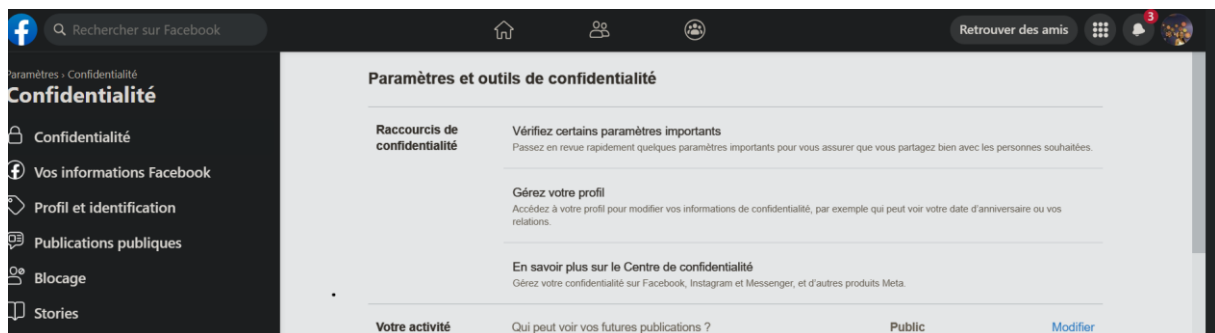 Rechercher sur Facebook
Retrouver des amis
3
Paramètres › Confidentialité
Confidentialité
Confidentialité
Vos informations Facebook
Profil et identification
Publications publiques
Blocage
Stories
Paramètres et outils de confidentialité
Raccourcis de
confidentialité
Vérifiez certains paramètres importants
Passez en revue rapidement quelques paramètres importants pour vous assurer que vous partagez bien avec les personnes souhaitées.
Gérez votre profil
Accédez à votre profil pour modifier vos informations de confidentialité, par exemple qui peut voir votre date d'anniversaire ou vos
relations.
En savoir plus sur le Centre de confidentialité
Gérez votre confidentialité sur Facebook, Instagram et Messenger, et d'autres produits Meta.
Votre activité
Qui peut voir vos futures publications ?
Public
Modifier